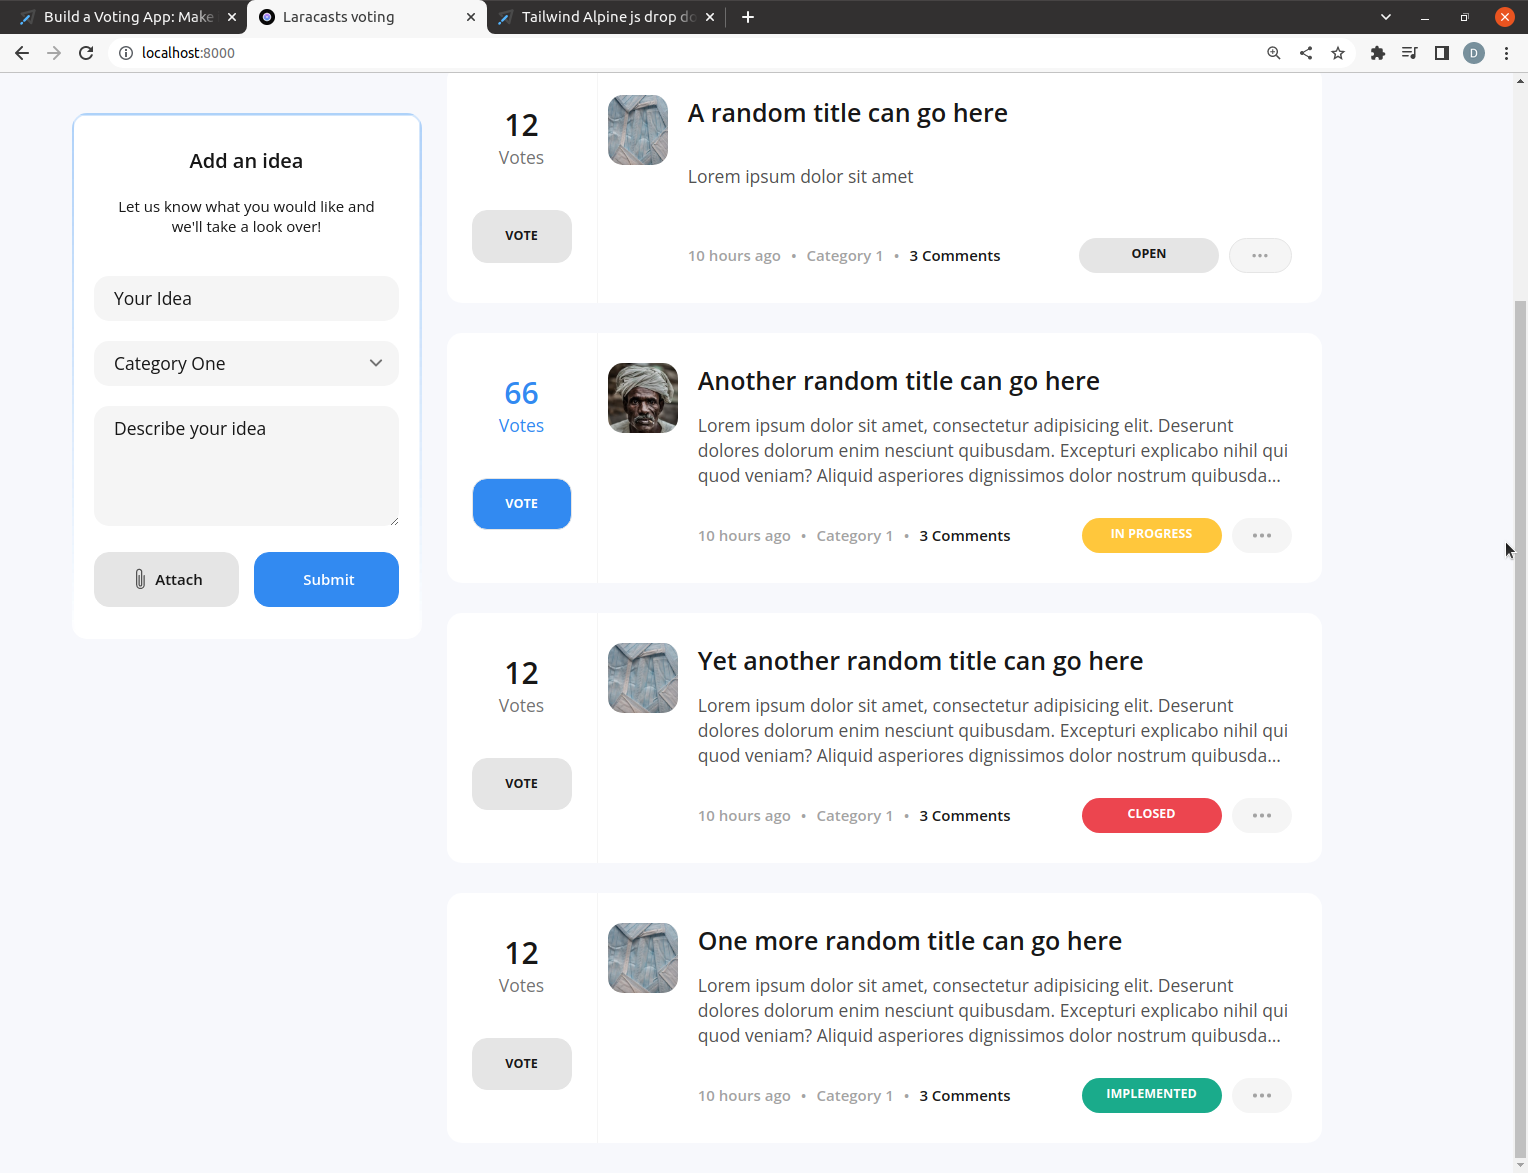 Build a Voting App: Make
Laracasts voting
Tailwind Alpine js drop do
localhost:8000
D
Add an idea
Let us know what you would like and
we'll take a look over!
Your Idea
Category One
Describe your idea
Attach
Submit
12
Votes
VOTE
A random title can go here
Lorem ipsum dolor sit amet
10 hours ago • Category 1 • 3 Comments
OPEN
66
Votes
VOTE
Another random title can go here
Lorem ipsum dolor sit amet, consectetur adipisicing elit. Deserunt
dolores dolorum enim nesciunt quibusdam. Excepturi explicabo nihil qui
quod veniam? Aliquid asperiores dignissimos dolor nostrum quibusda...
10 hours ago • Category 1 • 3 Comments
IN PROGRESS
12
Votes
VOTE
Yet another random title can go here
Lorem ipsum dolor sit amet, consectetur adipisicing elit. Deserunt
dolores dolorum enim nesciunt quibusdam. Excepturi explicabo nihil qui
quod veniam? Aliquid asperiores dignissimos dolor nostrum quibusda...
10 hours ago • Category 1 • 3 Comments
CLOSED
12
Votes
VOTE
One more random title can go here
Lorem ipsum dolor sit amet, consectetur adipisicing elit. Deserunt
dolores dolorum enim nesciunt quibusdam. Excepturi explicabo nihil qui
quod veniam? Aliquid asperiores dignissimos dolor nostrum quibusda...
10 hours ago • Category 1 • 3 Comments
IMPLEMENTED